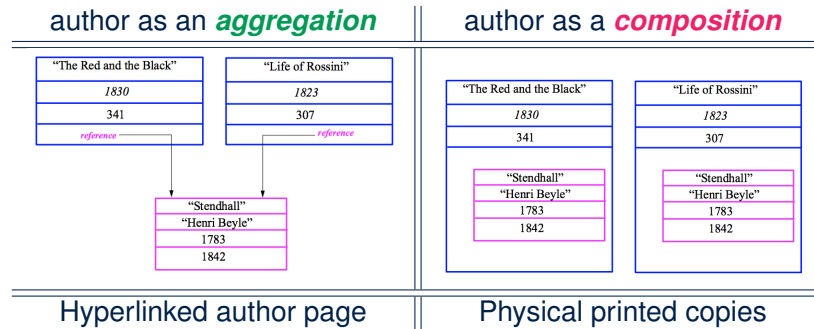 author as an aggregation
“The Red and the Black”
1830
341
reference
“Life of Rossini”
1823
307
reference
“Stendhall”
“Henri Beyle”
1783
1842
Hyperlinked author page
author as a composition
“The Red and the Black”
1830
341
“Stendhall”
“Henri Beyle”
1783
1842
“Life of Rossini”
1823
307
“Stendhall”
“Henri Beyle”
1783
1842
Physical printed copies